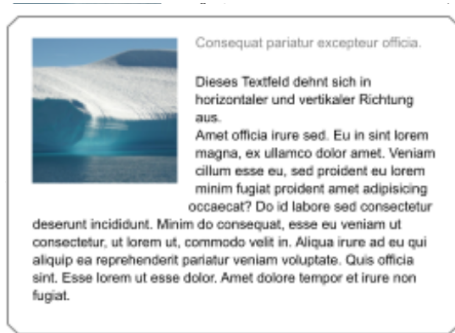 Consequat pariatur excepteur officia.
Dieses Textfeld dehnt sich in
horizontaler und vertikaler Richtung
aus.
Amet officia irure sed. Eu in sint lorem
magna, ex ullamco dolor amet. Veniam
cillum esse eu, sed proident eu lorem
minim fugiat proident amet adipisicing
occaecat? Do id labore sed consectetur
deserunt incididunt. Minim do consequat, esse eu veniam ut
consectetur, ut lorem ut, commodo velit in. Aliqua irure ad eu qui
aliquip ea reprehenderit pariatur veniam voluptate. Quis officia
sint. Esse lorem ut esse dolor. Amet dolore tempor et irure non
fugiat.